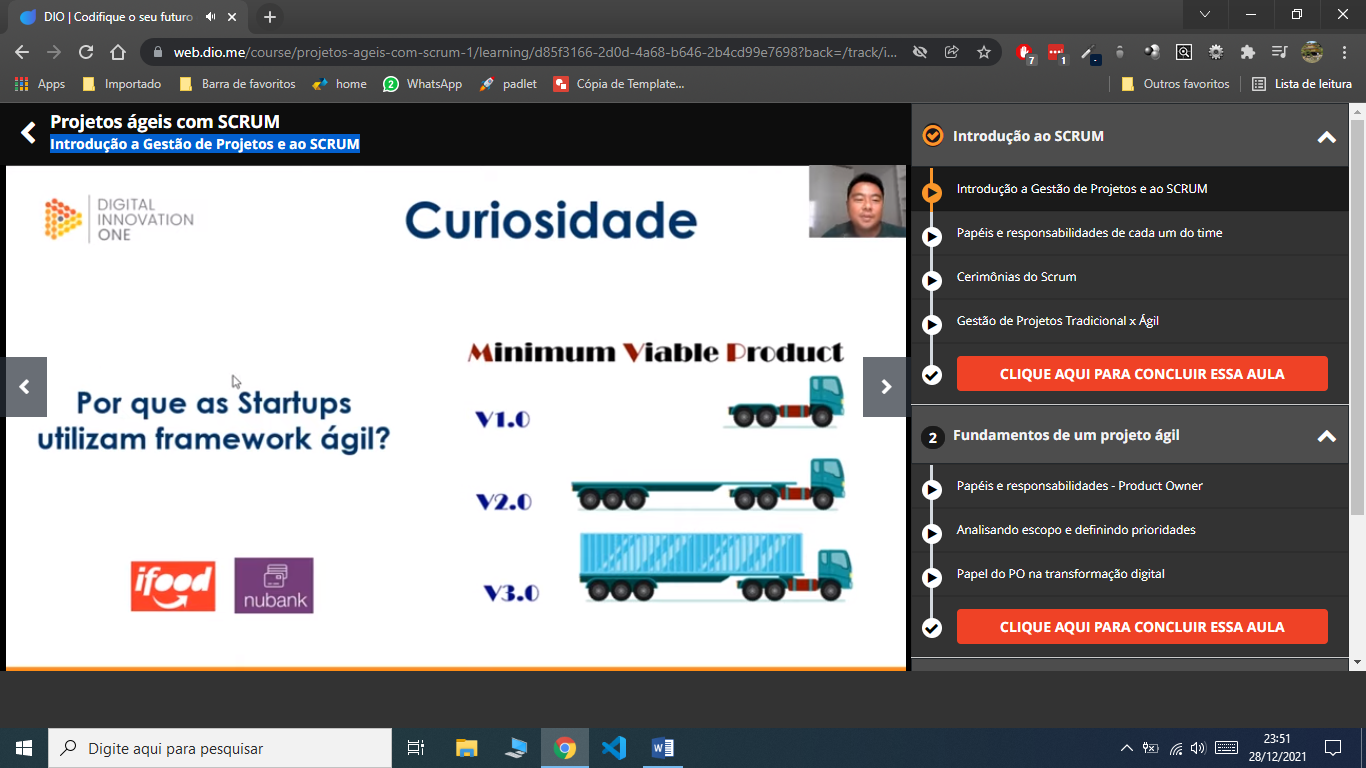 DIO | Codifique o seu futuro
web.dio.me/course/projetos-ageis-com-scrum-1/learning/d85f3166-2d0d-4a68-b646-2b4cd99e7698?back=/track/i...
7
1
Apps
Importado
Barra de favoritos
home
2
WhatsApp
padlet
Cópia de Template...
Outros favoritos
Lista de leitura
Projetos ágeis com SCRUM
Introdução a Gestão de Projetos e ao SCRUM
DIGITAL
INNOVATION
ONE
Curiosidade
Por que as Startups
utilizam framework ágil?
Minimum Viable Product
V1.0
V2.0
V3.0
ifood
nubank
Introdução ao SCRUM
Introdução a Gestão de Projetos e ao SCRUM
Papéis e responsabilidades de cada um do time
Cerimônias do Scrum
Gestão de Projetos Tradicional x Ágil
CLIQUE AQUI PARA CONCLUIR ESSA AULA
2 Fundamentos de um projeto ágil
Papéis e responsabilidades - Product Owner
Analisando escopo e definindo prioridades
Papel do PO na transformação digital
CLIQUE AQUI PARA CONCLUIR ESSA AULA
Digite aqui para pesquisar
23:51
28/12/2021